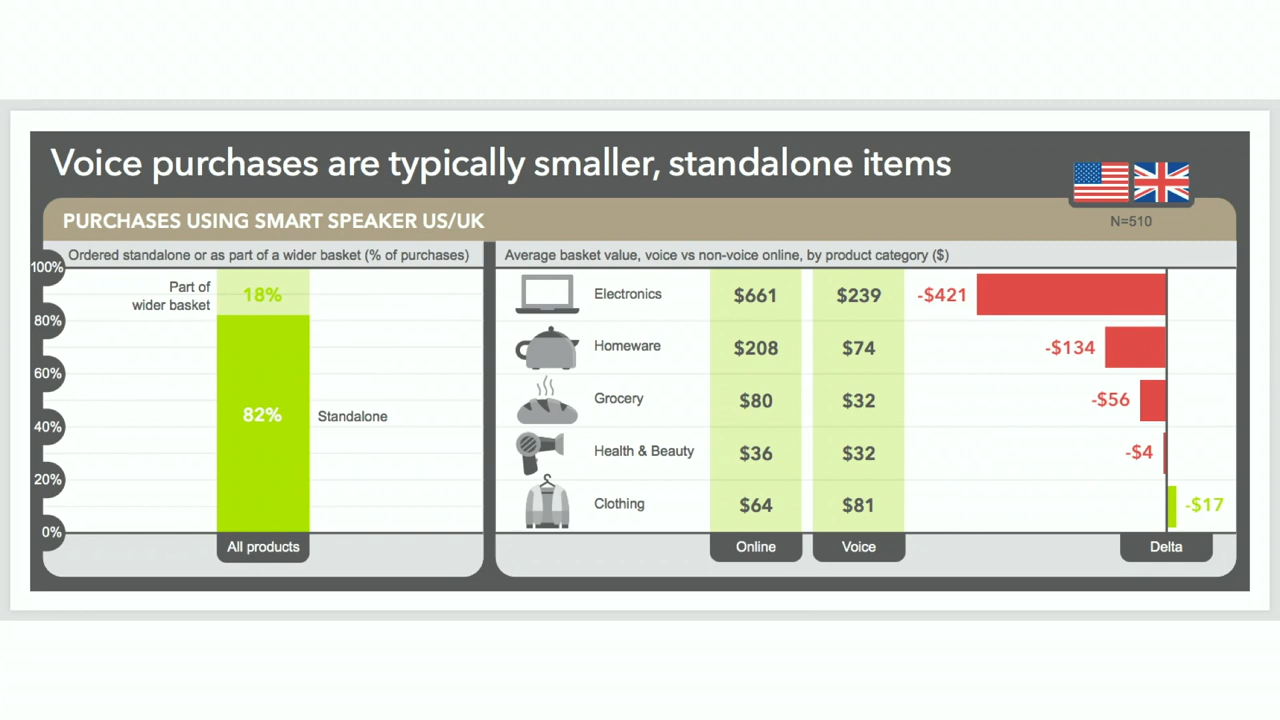 Voice purchases are typically smaller, standalone items
PURCHASES USING SMART SPEAKER US/UK
N=510
Ordered standalone or as part of a wider basket (% of purchases)
100%
80%
60%
40%
20%
0%
Part of
wider basket
18%
82%
Standalone
All products
Average basket value, voice vs non-voice online, by product category ($)
Electronics $661 $239 -$421
Homeware $208 $74 -$134
Grocery $80 $32 -$56
Health & Beauty $36 $32 -$4
Clothing $64 $81 -$17
Online Voice Delta